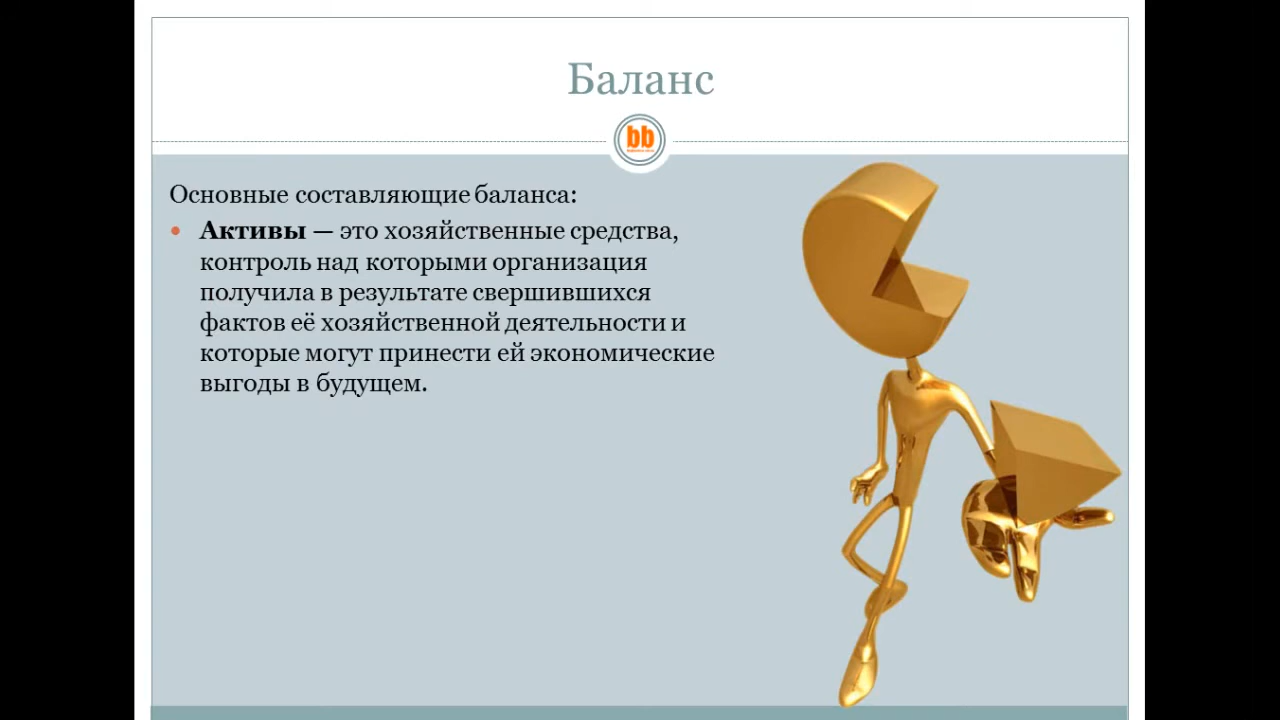 Баланс
bb
Основные составляющие баланса:
• Активы — это хозяйственные средства,
контроль над которыми организация
получила в результате свершившихся
фактов её хозяйственной деятельности и
которые могут принести ей экономические
выгоды в будущем.